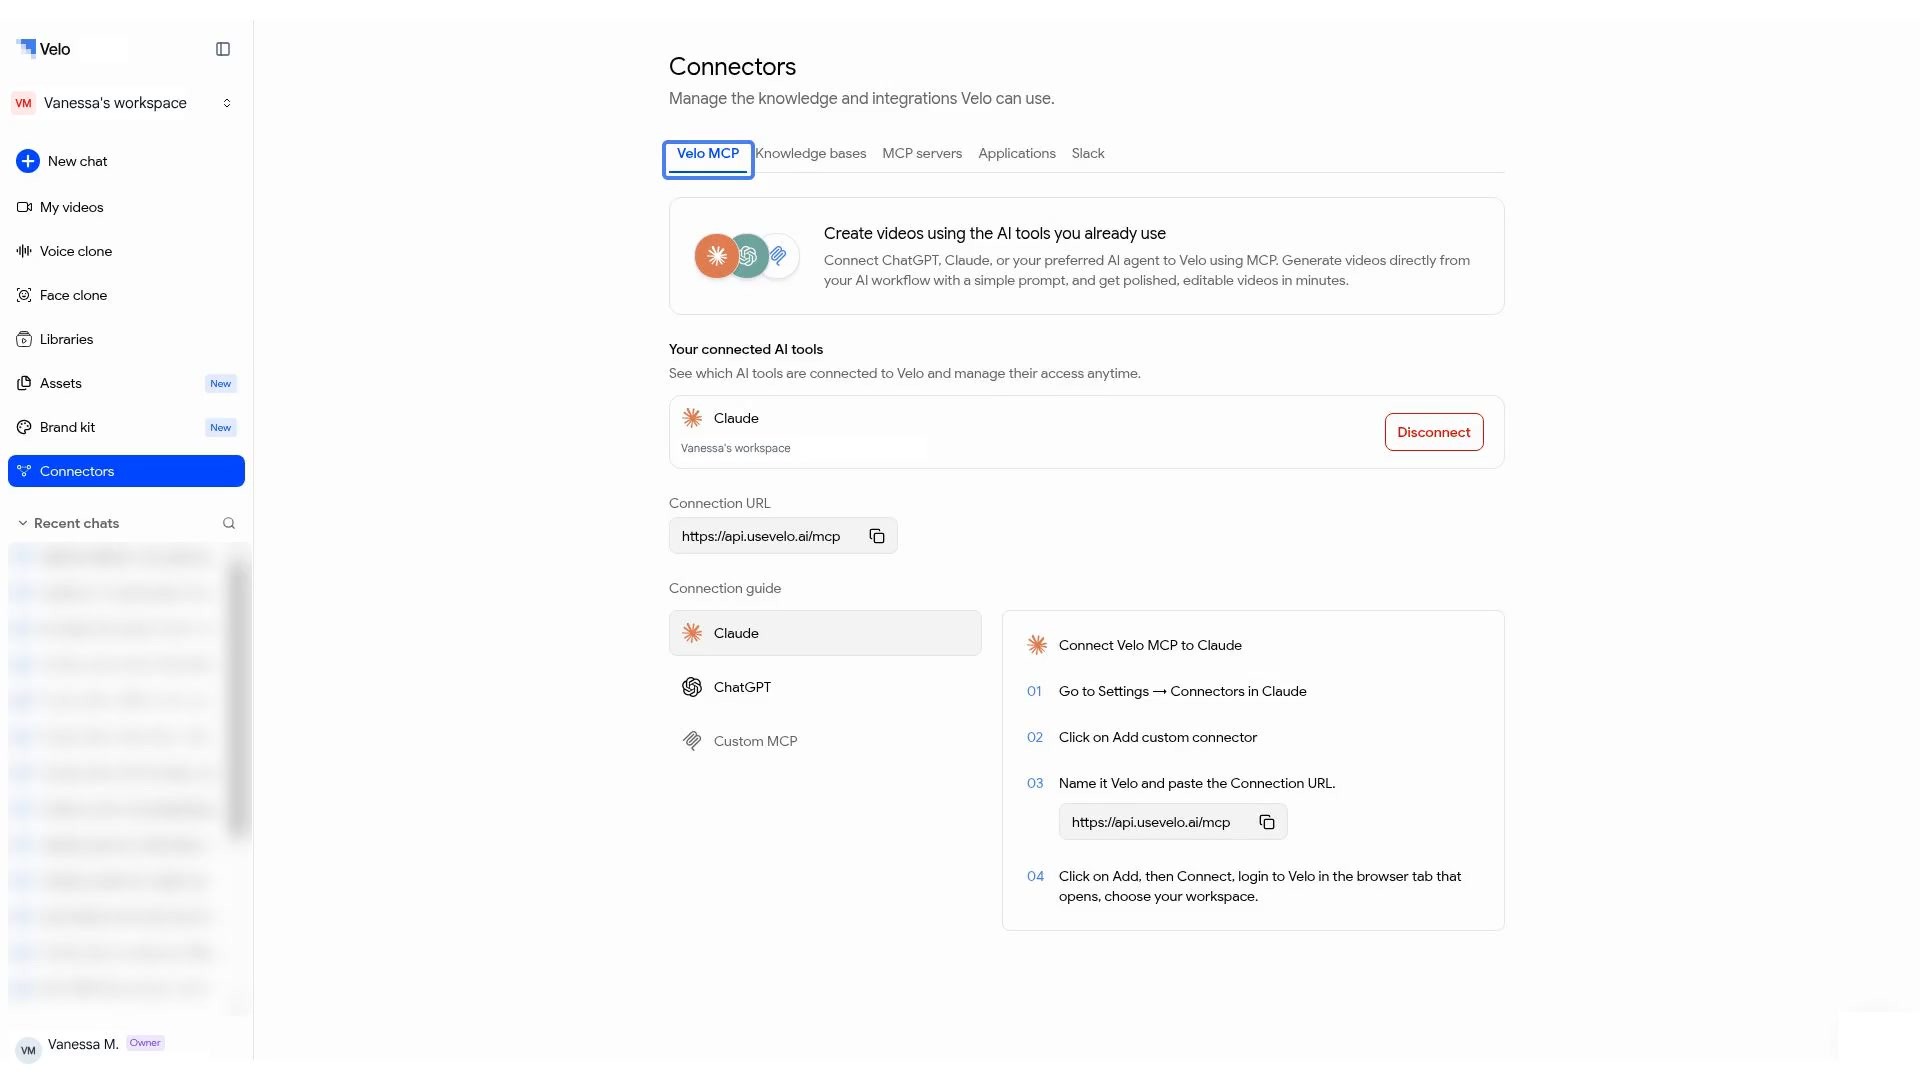 Velo
VM Vanessa's workspace
New chat
My videos
Voice clone
Face clone
Libraries
Assets New
Brand kit New
Connectors
Recent chats
VM Vanessa M. Owner
Connectors
Manage the knowledge and integrations Velo can use.
Velo MCP Knowledge bases MCP servers Applications Slack
Create videos using the AI tools you already use
Connect ChatGPT, Claude, or your preferred AI agent to Velo using MCP. Generate videos directly from
your AI workflow with a simple prompt, and get polished, editable videos in minutes.
Your connected AI tools
See which AI tools are connected to Velo and manage their access anytime.
Claude
Vanessa's workspace
Disconnect
Connection URL
https://api.usevelo.ai/mcp
Connection guide
Claude
ChatGPT
Custom MCP
Connect Velo MCP to Claude
01 Go to Settings → Connectors in Claude
02 Click on Add custom connector
03 Name it Velo and paste the Connection URL.
https://api.usevelo.ai/mcp
04 Click on Add, then Connect, login to Velo in the browser tab that
opens, choose your workspace.